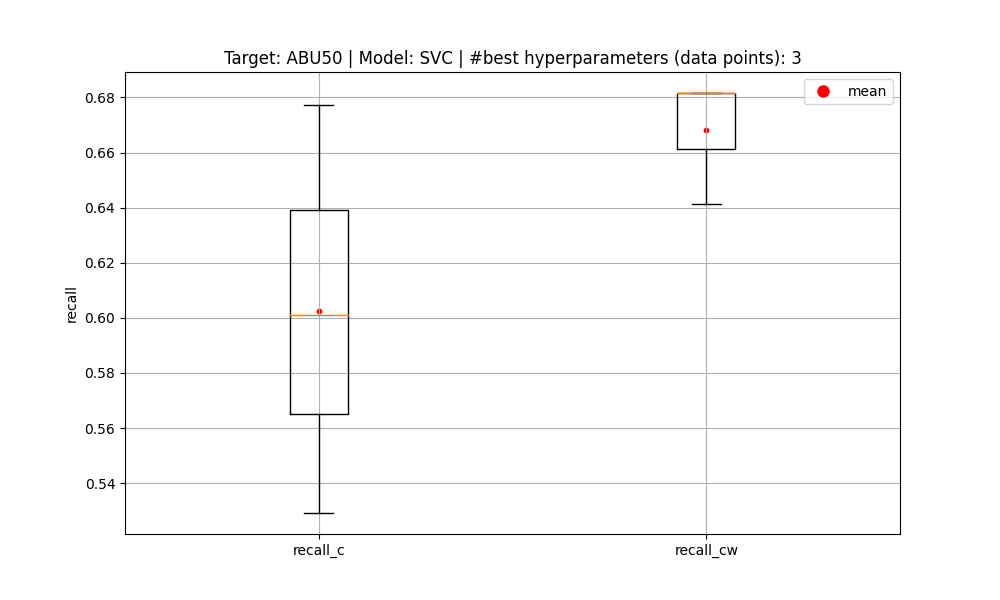 Target: ABU50 | Model: SVC | #best hyperparameters (data points): 3
mean
recall
0.68
0.66
0.64
0.62
0.60
0.58
0.56
0.54
recall_c
recall_cw